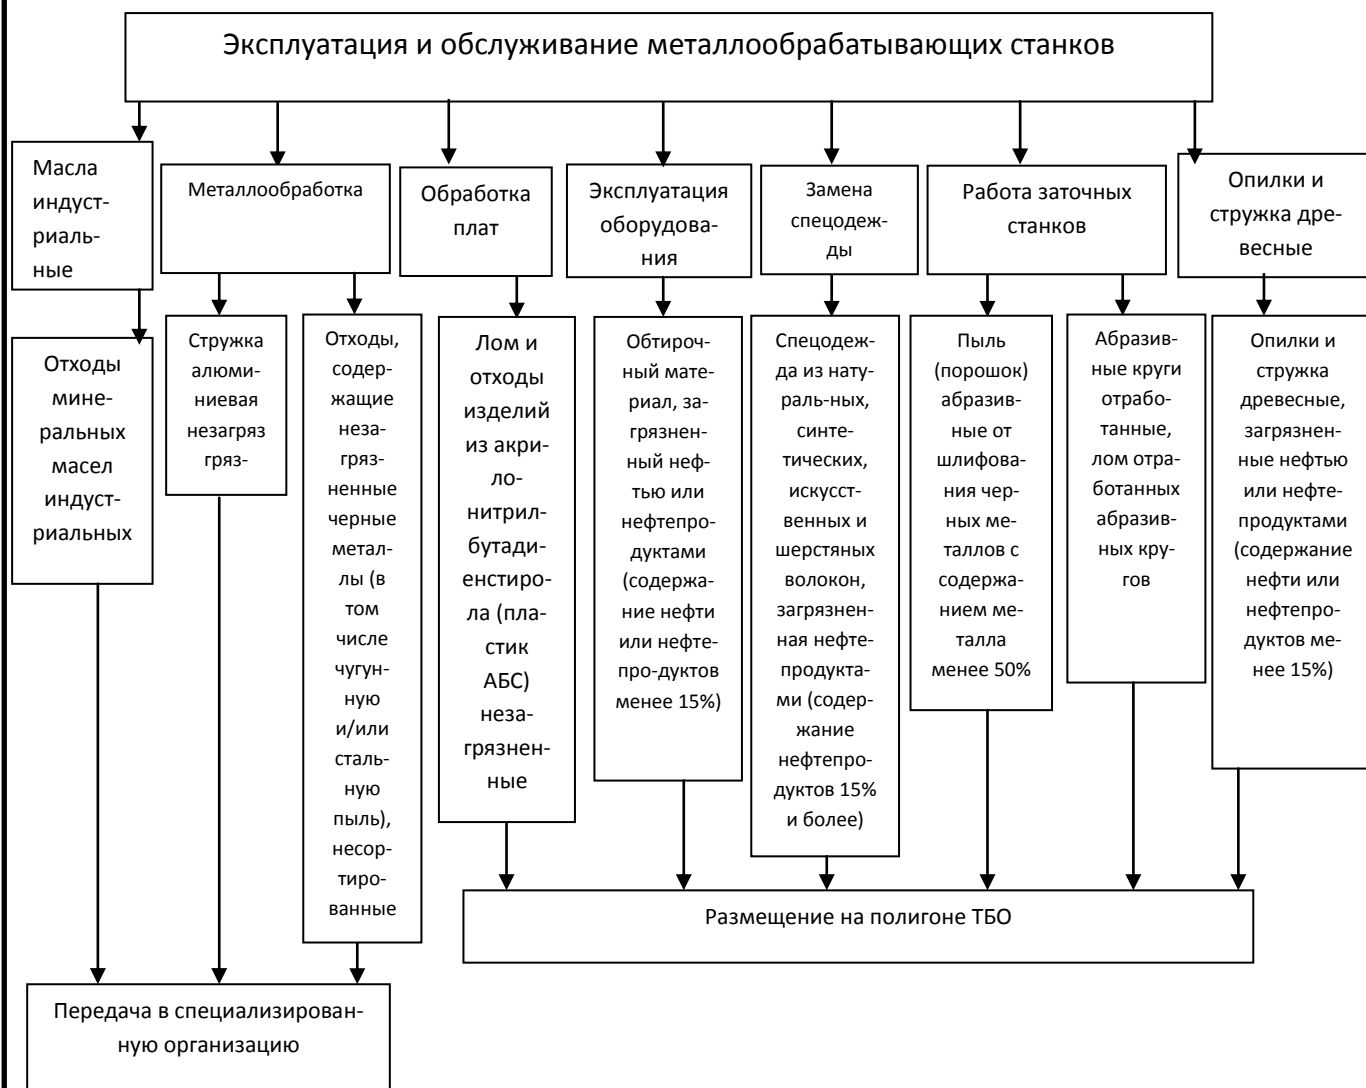 Эксплуатация и обслуживание металлообрабатывающих станков
Масла
индуст-
риаль-
ные
Металлообработка
Обработка
плат
Эксплуатация
оборудова-
ния
Замена
спецодеж-
ды
Работа заточных
станков
Опилки и
стружка дре-
весные
Отходы
мине-
ральных
масел
индуст-
риальных
Стружка
алюми-
ниевая
незагряз
гряз-
Отходы,
содер-
жащие
неза-
гряз-
ненные
черные
метал-
лы (в
том
числе
чугун-
ную
и/или
сталь-
ную
пыль),
несор-
тиро-
ванные
Лом и
отходы
изделий
из акри-
ло-
нитрил-
бутади-
енстиро-
ла (пла-
стик
АБС)
неза-
грязнен-
ные
Обтироч-
ный мате-
риал, за-
грязнен-
ный неф-
тью или
нефтепро-
дуктами
(содержа-
ние нефти
или нефте-
про-дуктов
менее 15%)
Спецодеж-
да из нату-
раль-ных,
синте-
тических,
искусст-
венных и
шерстяных
волокон,
загрязнен-
ная нефте-
продукта-
ми (содер-
жание
нефтепро-
дуктов 15%
и более)
Пыль
(порошок)
абразив-
ные от
шлифова-
ния чер-
ных ме-
таллов с
содержа-
нием ме-
талла
менее 50%
Абразив-
ные круги
отрабо-
танные,
лом отра-
ботанных
абразив-
ных кру-
гов
Опилки и
стружка
древесные,
загрязнен-
ные нефтью
или нефте-
продуктами
(содержание
нефти или
нефтепро-
дуктов ме-
нее 15%)
Размещение на полигоне ТБО
Передача в специализирован-
ную организацию